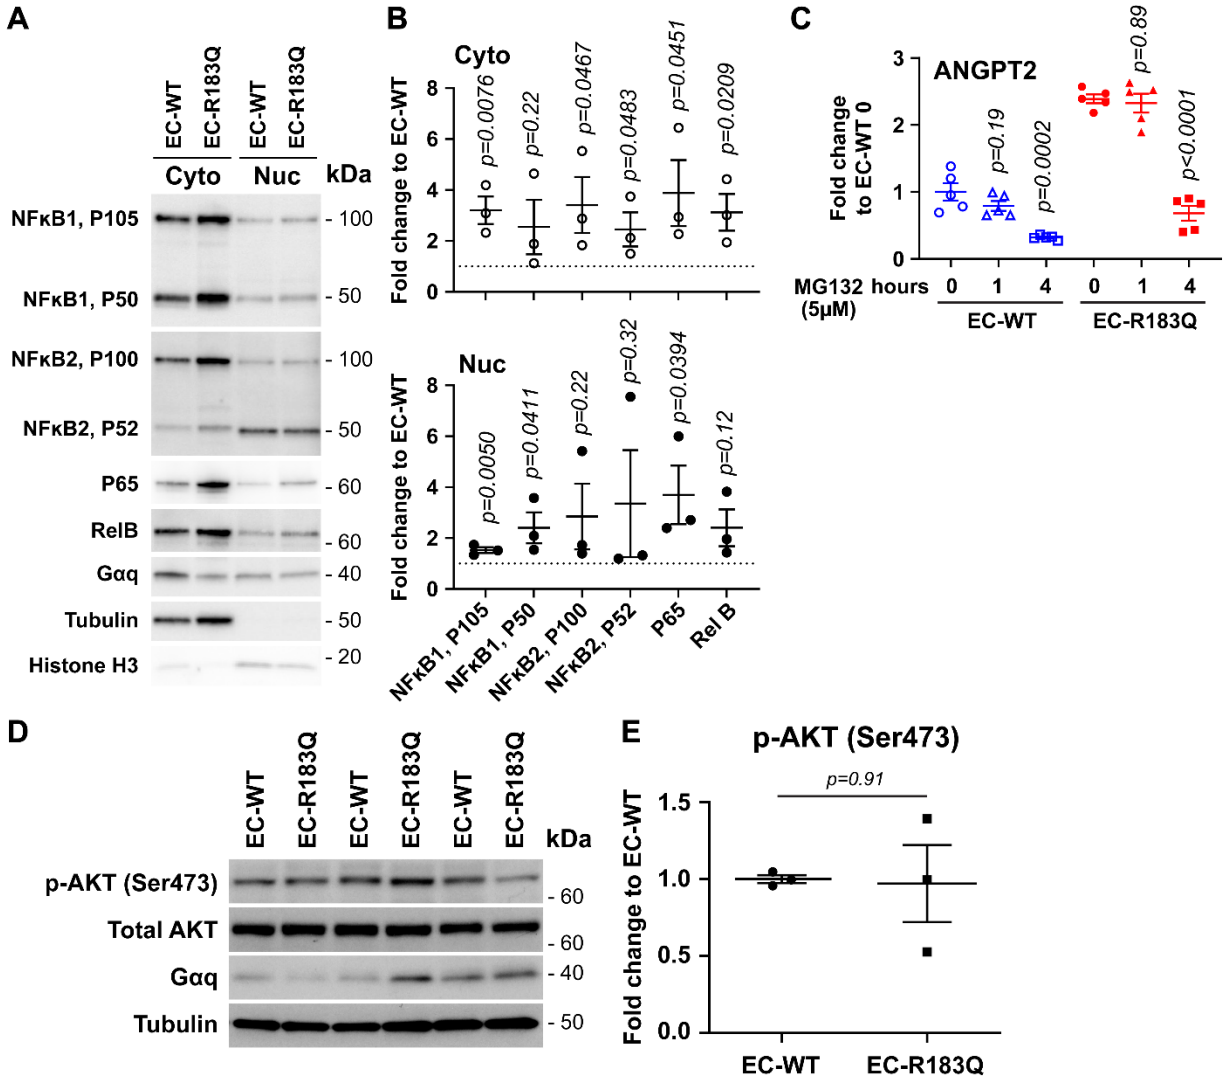 A
EC-WT
EC-R183Q
EC-WT
EC-R183Q
Cyto
Nuc
kDa
NFκB1, P105
- 100
NFκB1, P50
- 50
NFκB2, P100
- 100
NFκB2, P52
- 50
P65
- 60
RelB
- 60
Gαq
- 40
Tubulin
- 50
Histone H3
- 20
B
Cyto
Fold change to EC-WT
8
6
4
2
0
p=0.0076
p=0.22
p=0.0467
p=0.0483
p=0.0451
p=0.0209
Nuc
Fold change to EC-WT
8
6
4
2
0
p=0.0050
p=0.0411
p=0.22
p=0.32
p=0.0394
p=0.12
NFκB1, P105
NFκB1, P50
NFκB2, P100
NFκB2, P52
P65
Rel B
C
ANGPT2
Fold change
to EC-WT 0
3
2
1
0
p=0.19
p=0.0002
p=0.89
p<0.0001
MG132 hours 0 1 4 0 1 4
(5μM)
EC-WT
EC-R183Q
D
EC-WT
EC-R183Q
EC-WT
EC-R183Q
EC-WT
EC-R183Q
kDa
p-AKT (Ser473)
- 60
Total AKT
- 60
Gαq
- 40
Tubulin
- 50
E
p-AKT (Ser473)
p=0.91
Fold change to EC-WT
1.5
1.0
0.5
0.0
EC-WT
EC-R183Q